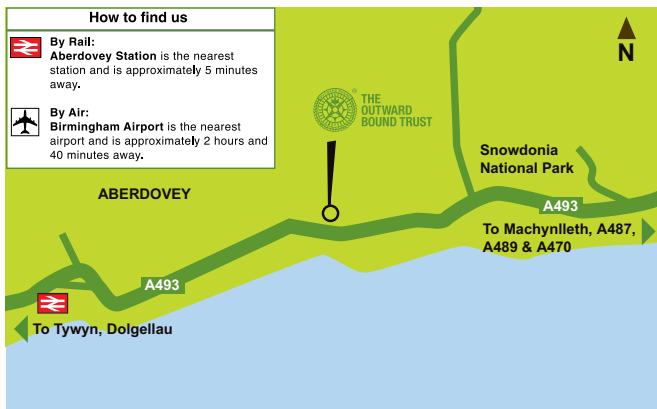 How to find us
By Rail:
Aberdovey Station is the nearest
station and is approximately 5 minutes
away.
By Air:
Birmingham Airport is the nearest
airport and is approximately 2 hours and
40 minutes away.
N
THE
OUTWARD
BOUND TRUST
®
Snowdonia
National Park
ABERDOVEY
A493
To Machynlleth, A487,
A489 & A470
A493
To Tywyn, Dolgellau